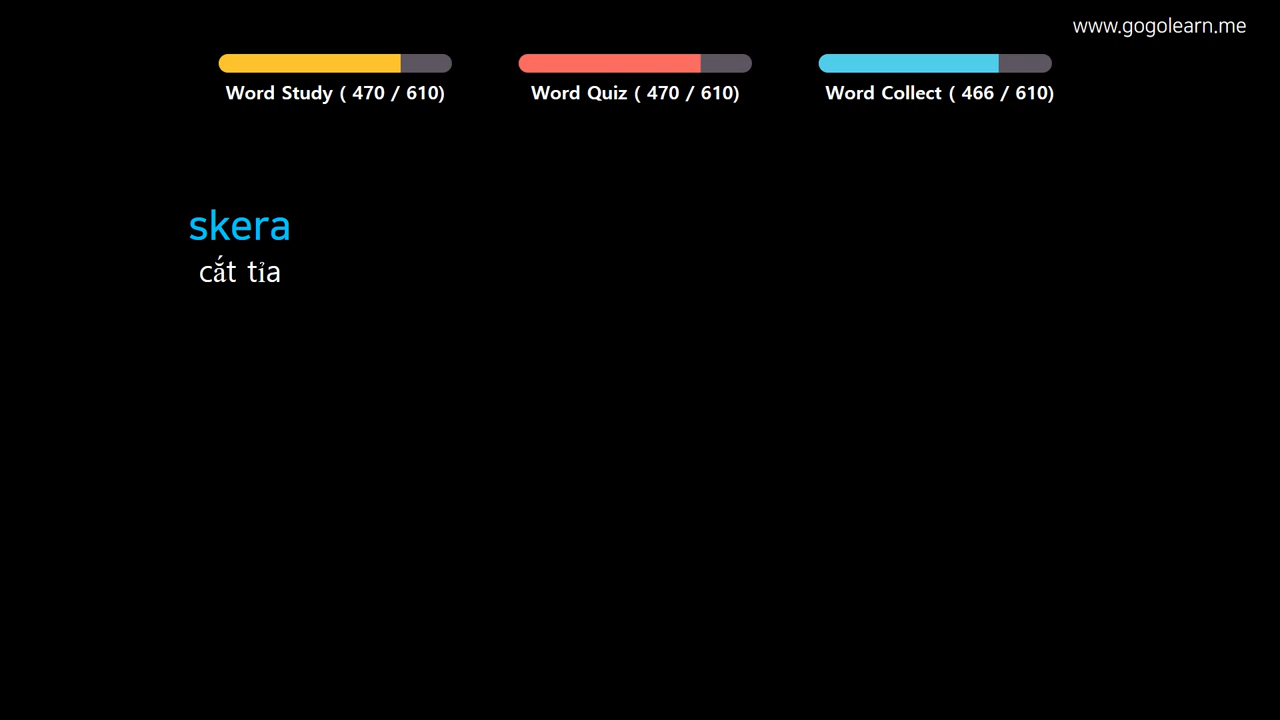 www.gogolearn.me
Word Study ( 470 / 610)
Word Quiz ( 470 / 610)
Word Collect ( 466 / 610)
skera
cắt tỉa